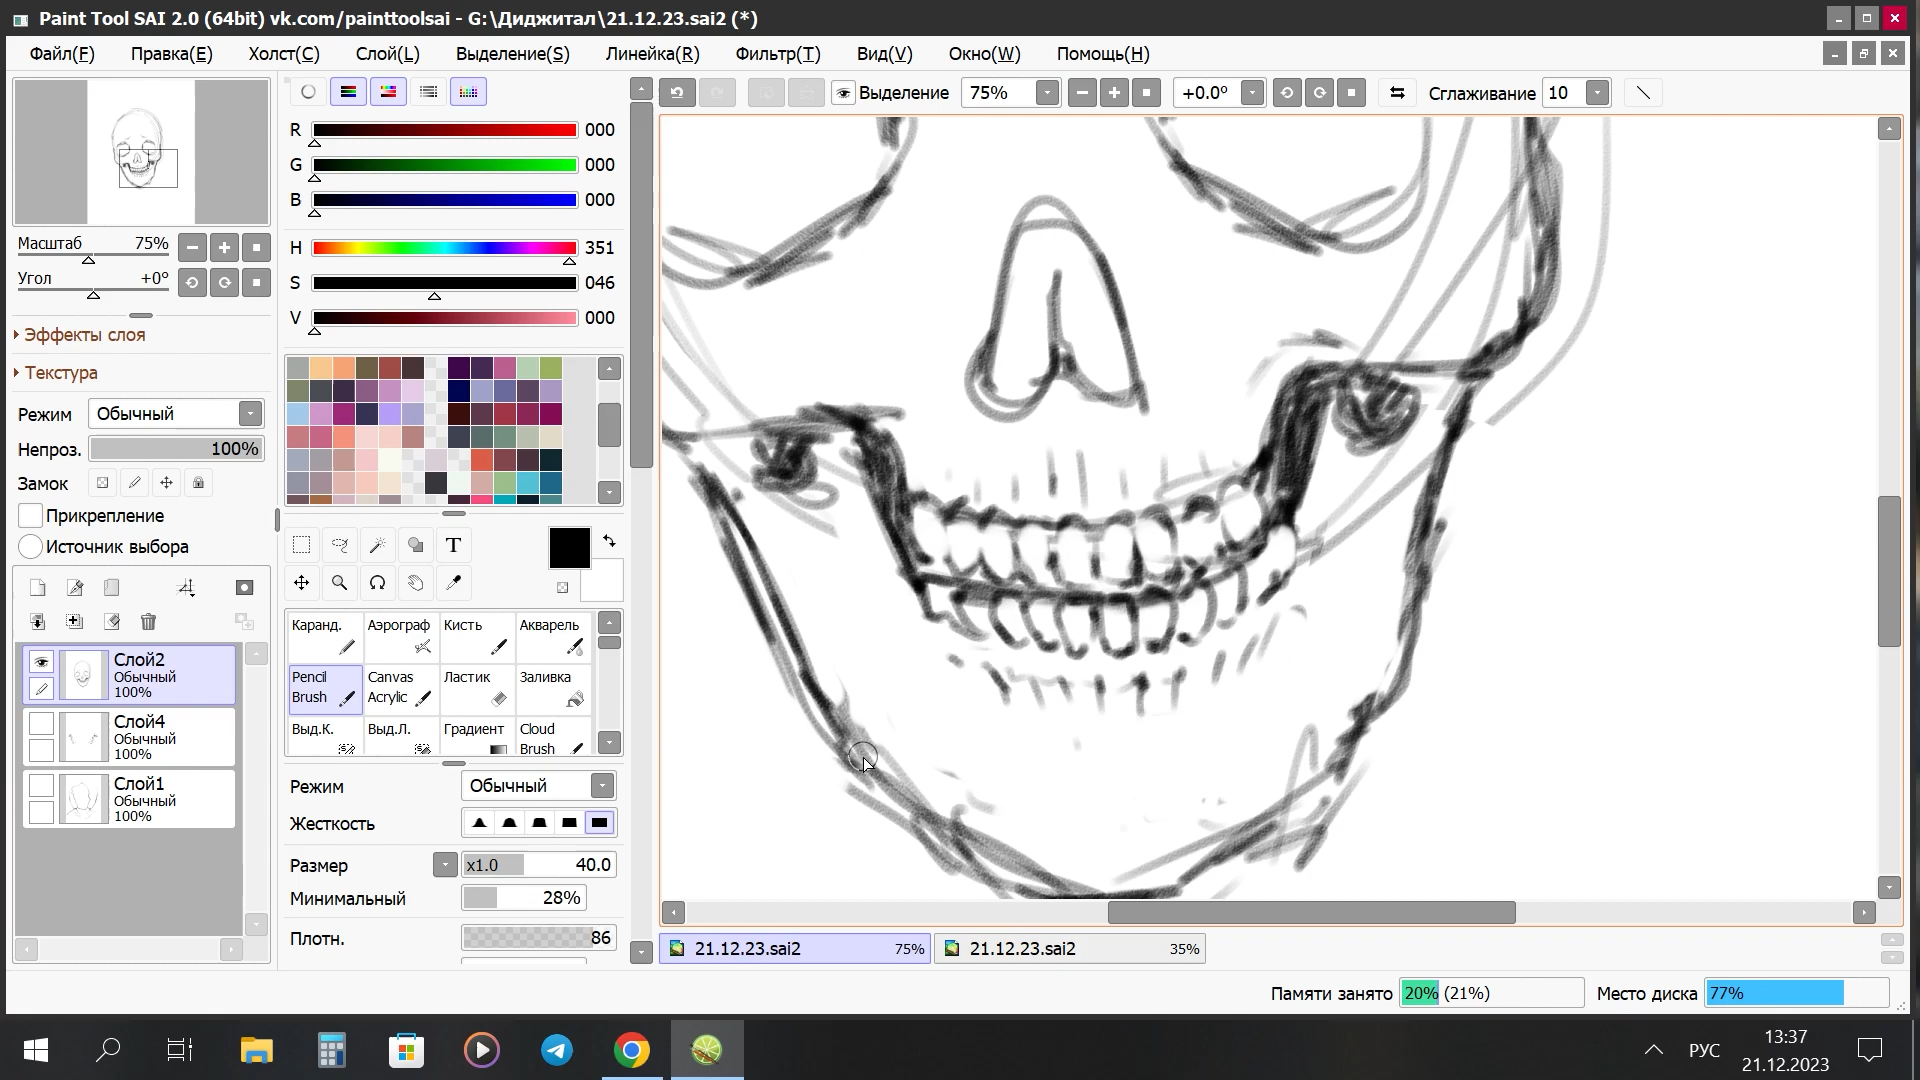 Paint Tool SAI 2.0 (64bit) vk.com/painttoolsai - G:\Диджитал\21.12.23.sai2 (*)
Файл(F) Правка(E) Холст(C) Слой(L) Выделение(S) Линейка(R) Фильтр(T) Вид(V) Окно(W) Помощь(H)
Выделение 75% +0.0° Сглаживание 10
Масштаб 75%
Угол +0°
Эффекты слоя
Текстура
Режим Обычный
Непроз. 100%
Замок
Прикрепление
Источник выбора
Слой2
Обычный
100%
Слой4
Обычный
100%
Слой1
Обычный
100%
R 000
G 000
B 000
H 351
S 046
V 000
T
Каранд. Аэрограф Кисть Акварель
Pencil Brush Canvas Acrylic Ластик Заливка
Выд.К. Выд.Л. Градиент Cloud Brush
Режим Обычный
Жесткость
Размер x1.0 40.0
Минимальный 28%
Плотн. 86
21.12.23.sai2 75% 21.12.23.sai2 35%
Памяти занято 20% (21%) Место диска 77%
РУС
13:37
21.12.2023